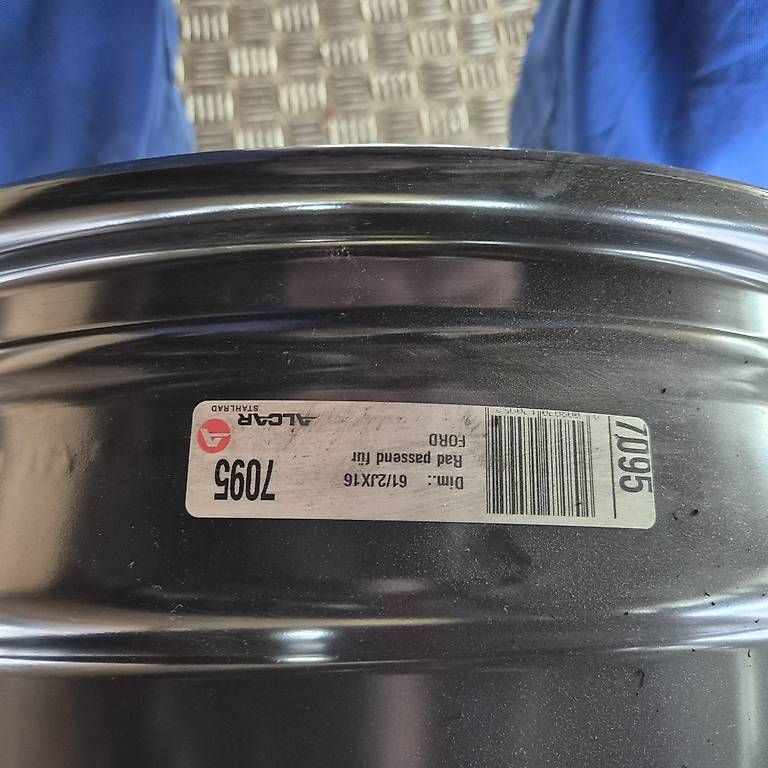 7095
Dim.: 61/2JX16
Rad passend für
FORD
ALCAR
STAHLRAD
7095